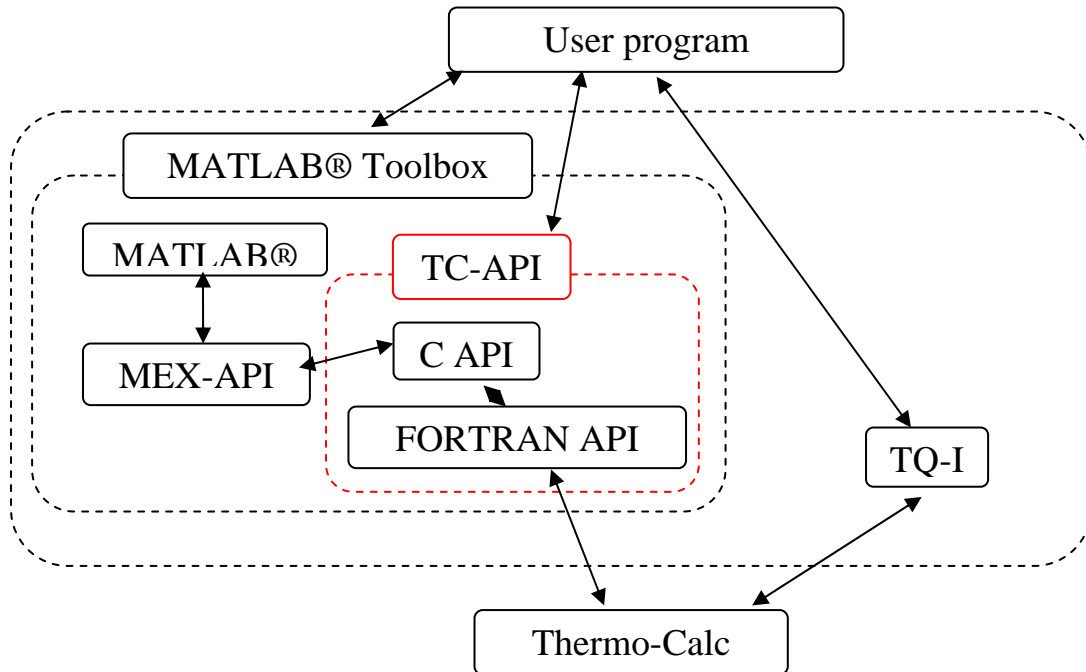 User program
MATLAB® Toolbox
MATLAB®
TC-API
C API
MEX-API
FORTRAN API
TQ-I
Thermo-Calc